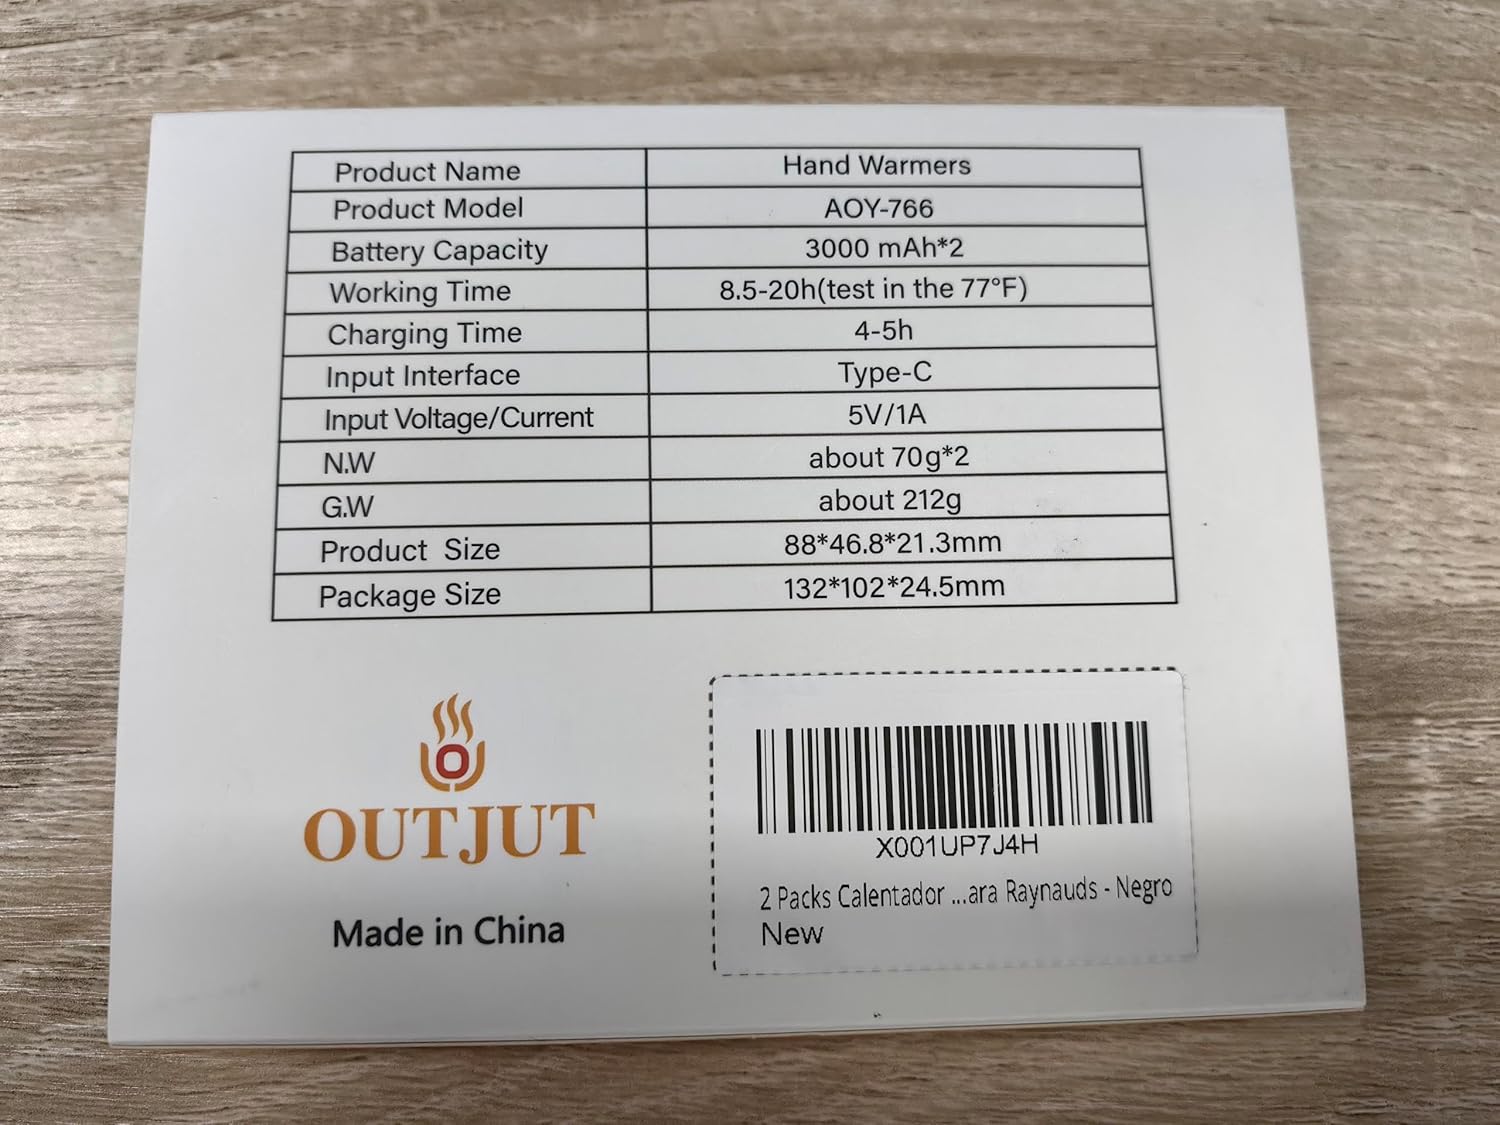 Product Name Hand Warmers
Product Model AOY-766
Battery Capacity 3000 mAh*2
Working Time 8.5-20h(test in the 77°F)
Charging Time 4-5h
Input Interface Type-C
Input Voltage/Current 5V/1A
N.W about 70g*2
G.W about 212g
Product Size 88*46.8*21.3mm
Package Size 132*102*24.5mm
OUTJUT
Made in China
X001UP7J4H
2 Packs Calentador ...ara Raynauds - Negro
New